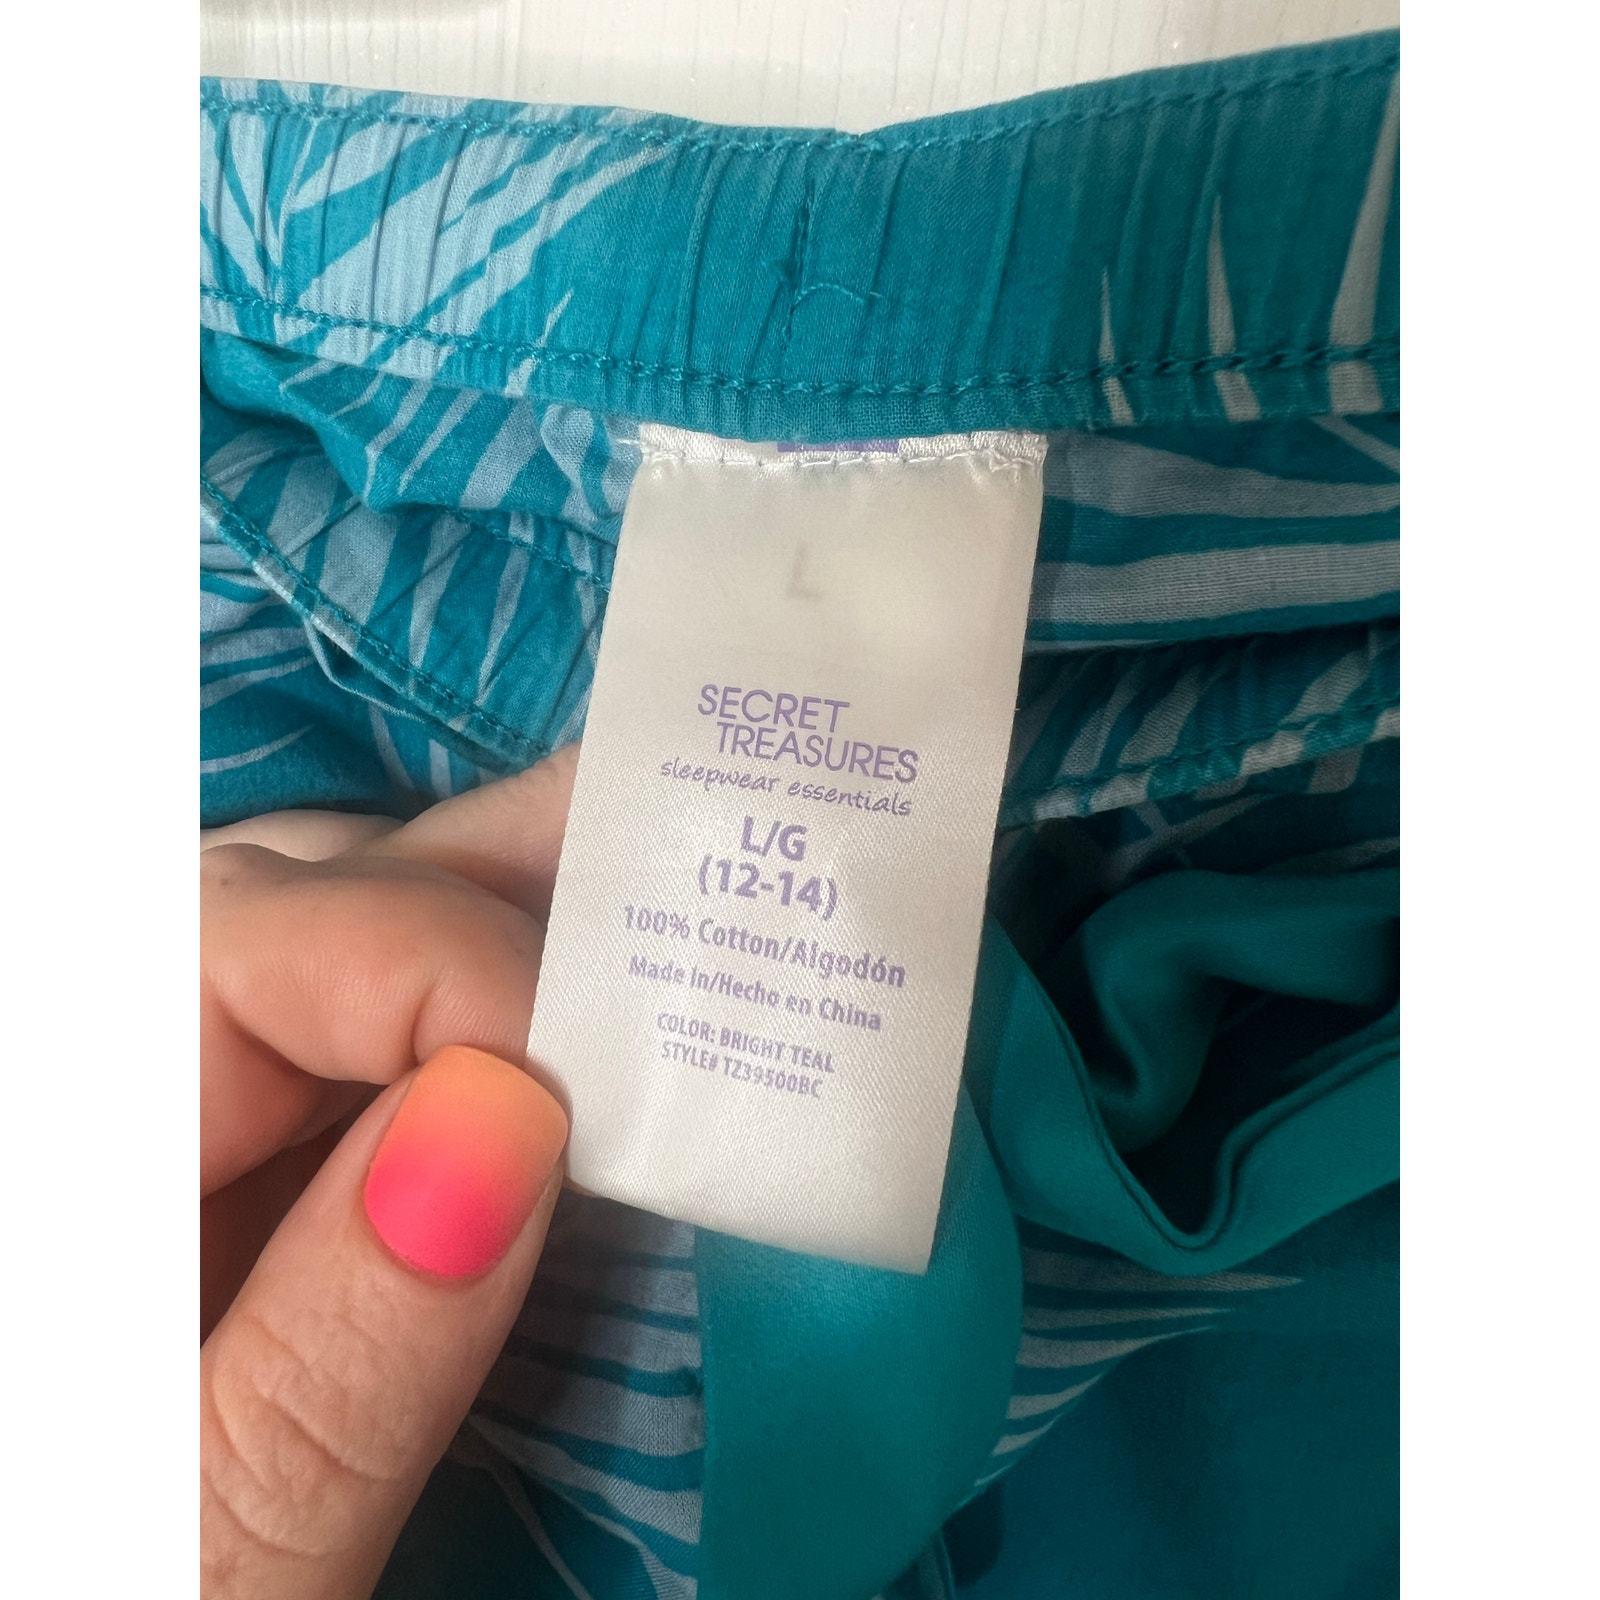 L
SECRET
TREASURES
sleepwear essentials
L/G
(12-14)
100% Cotton/Algodón
Made In/Hecho en China
COLOR: BRIGHT TEAL
STYLE# TZ39500BC